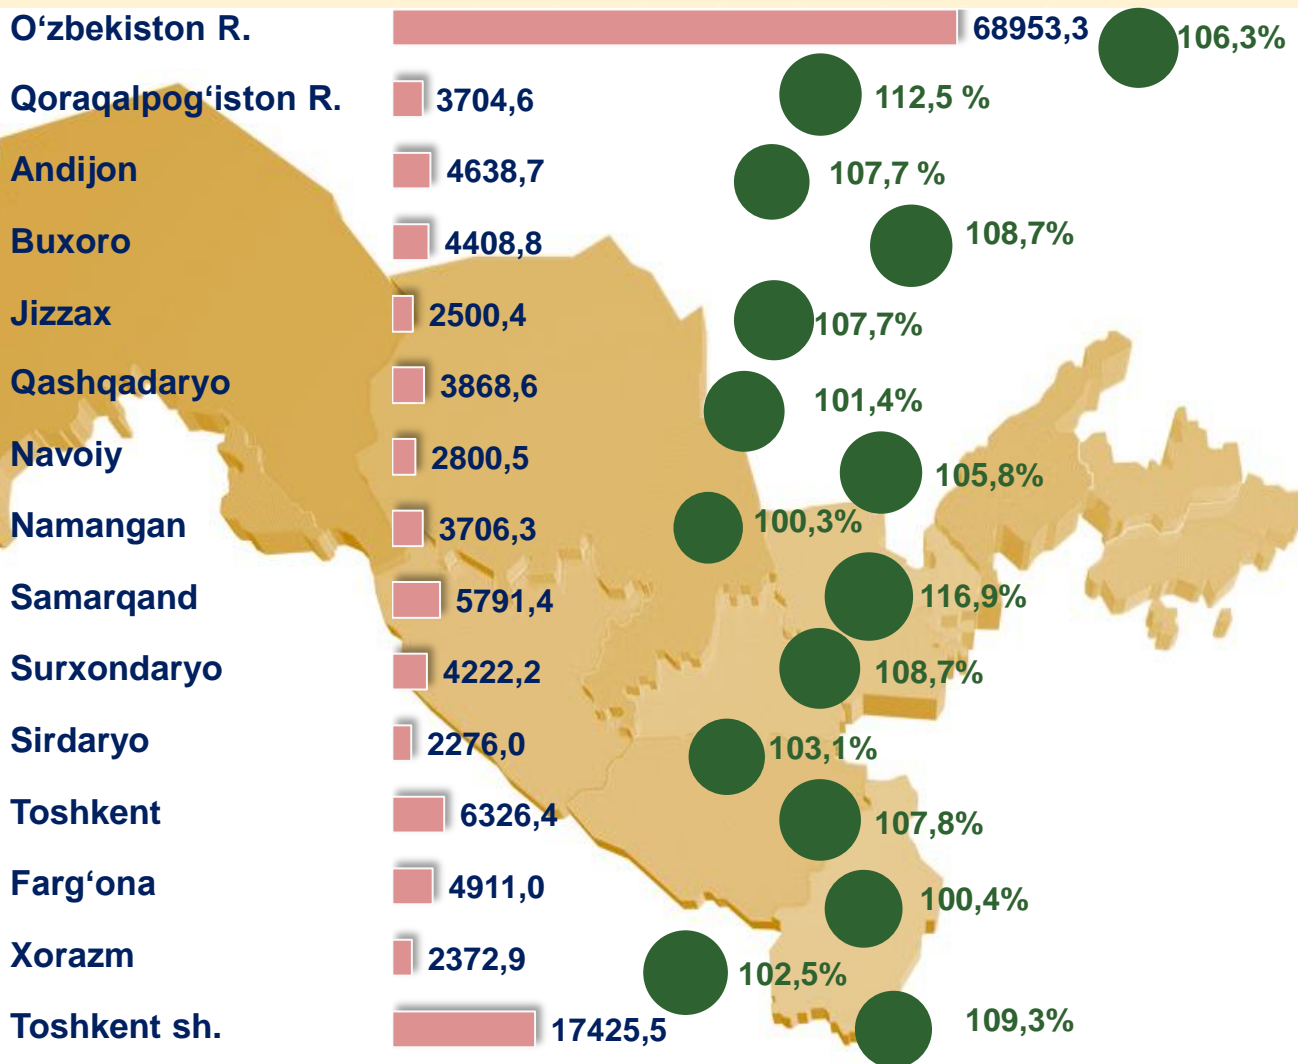 O‘zbekiston R. 68953,3 106,3%
Qoraqalpog‘iston R. 3704,6 112,5 %
Andijon 4638,7 107,7 %
Buxoro 4408,8 108,7%
Jizzax 2500,4 107,7%
Qashqadaryo 3868,6 101,4%
Navoiy 2800,5 105,8%
Namangan 3706,3 100,3%
Samarqand 5791,4 116,9%
Surxondaryo 4222,2 108,7%
Sirdaryo 2276,0 103,1%
Toshkent 6326,4 107,8%
Farg‘ona 4911,0 100,4%
Xorazm 2372,9 102,5%
Toshkent sh. 17425,5 109,3%